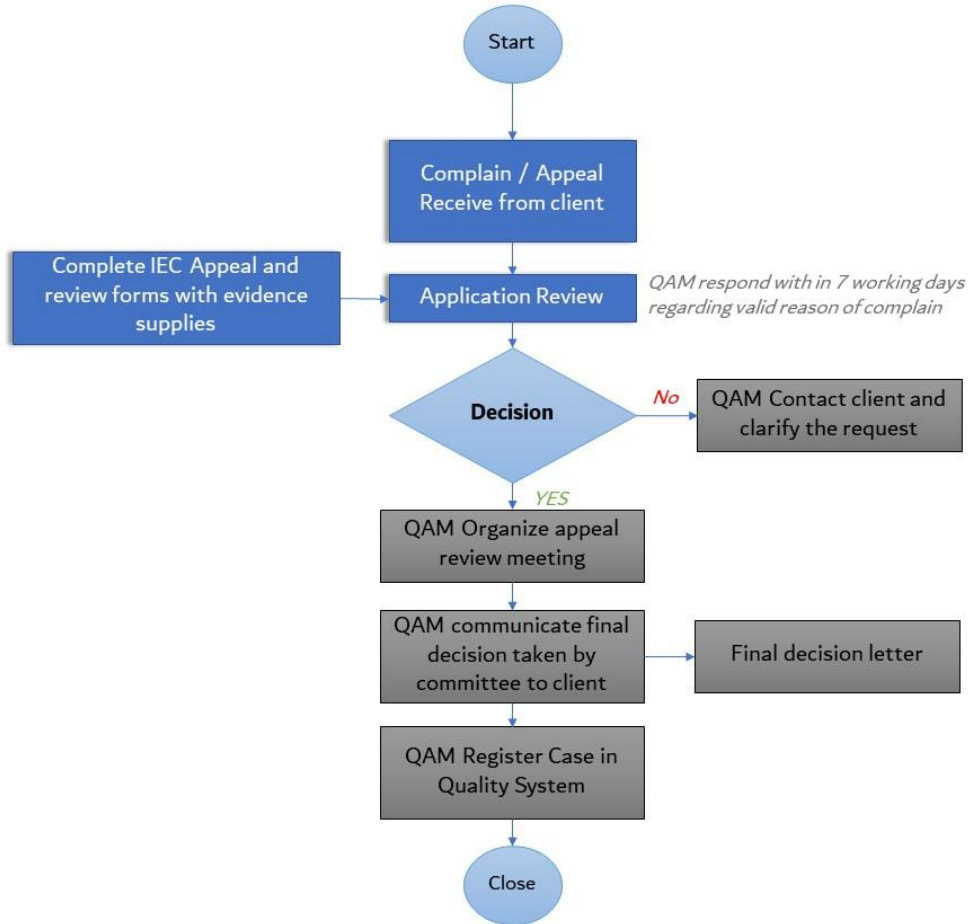 Start
Complain / Appeal
Receive from client
Complete IEC Appeal and
review forms with evidence
supplies
Application Review
QAM respond with in 7 working days
regarding valid reason of complain
Decision
No
QAM Contact client and
clarify the request
YES
QAM Organize appeal
review meeting
QAM communicate final
decision taken by
committee to client
Final decision letter
QAM Register Case in
Quality System
Close